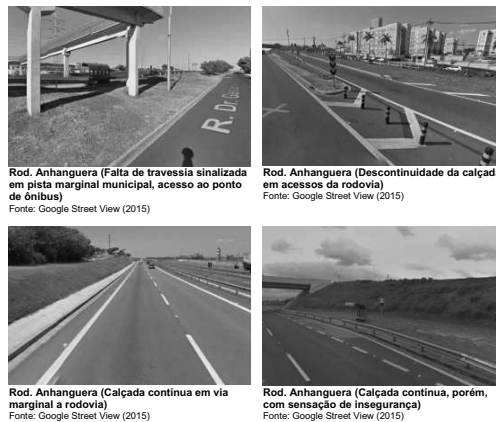 R. Dr. Ga
Rod. Anhanguera (Falta de travessia sinalizada
em pista marginal municipal, acesso ao ponto
de ônibus)
Fonte: Google Street View (2015)
Rod. Anhanguera (Descontinuidade da calçada
em acessos da rodovia)
Fonte: Google Street View (2015)
Rod. Anhanguera (Calçada contínua em via
marginal a rodovia)
Fonte: Google Street View (2015)
Rod. Anhanguera (Calçada contínua, porém,
com sensação de insegurança)
Fonte: Google Street View (2015)